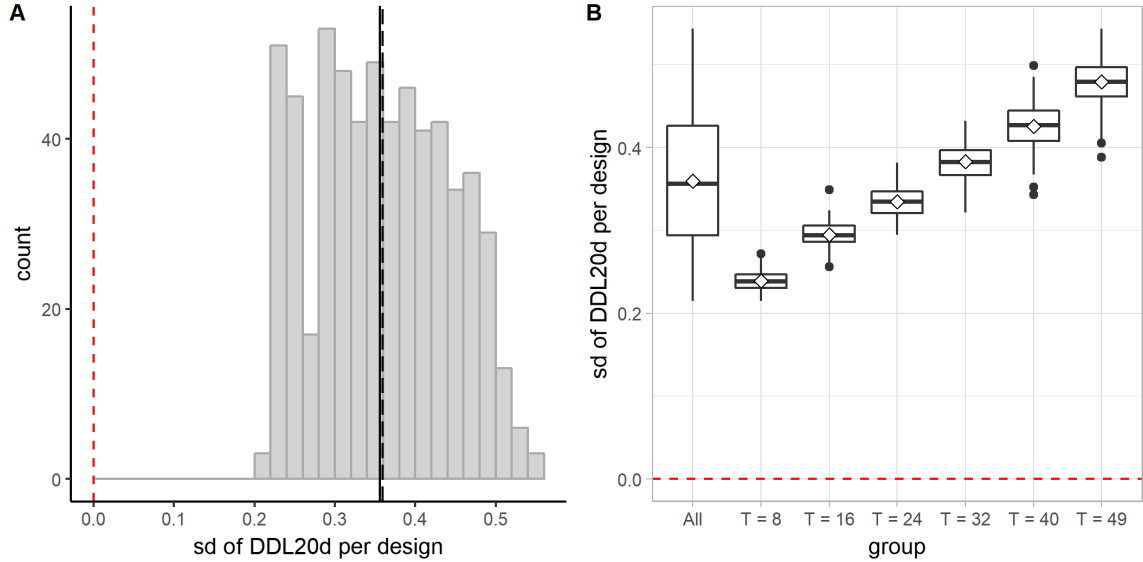 A
count
40
20
0
0.0 0.1 0.2 0.3 0.4 0.5
sd of DDL20d per design
B
sd of DDL20d per design
0.4
0.2
0.0
All T = 8 T = 16 T = 24 T = 32 T = 40 T = 49
group